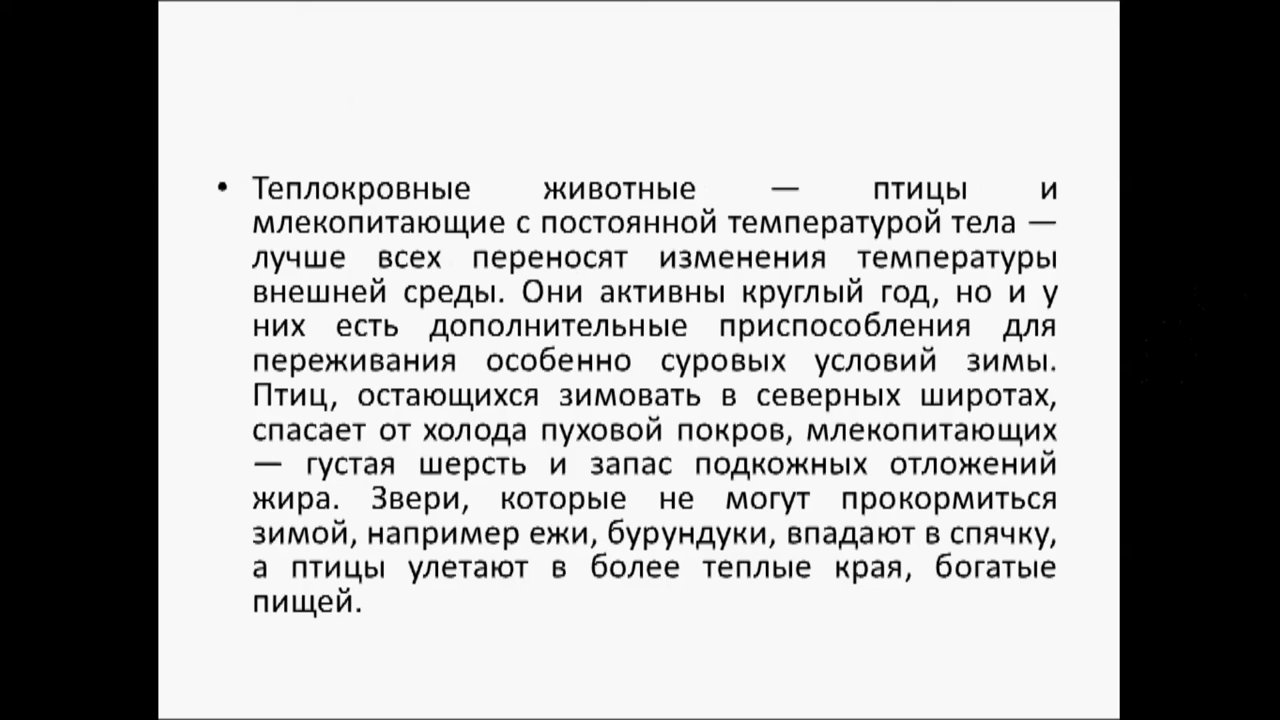 • Теплокровные животные — птицы и
млекопитающие с постоянной температурой тела —
лучше всех переносят изменения температуры
внешней среды. Они активны круглый год, но и у
них есть дополнительные приспособления для
переживания особенно суровых условий зимы.
Птиц, остающихся зимовать в северных широтах,
спасает от холода пуховой покров, млекопитающих
— густая шерсть и запас подкожных отложений
жира. Звери, которые не могут прокормиться
зимой, например ежи, бурундуки, впадают в спячку,
а птицы улетают в более теплые края, богатые
пищей.